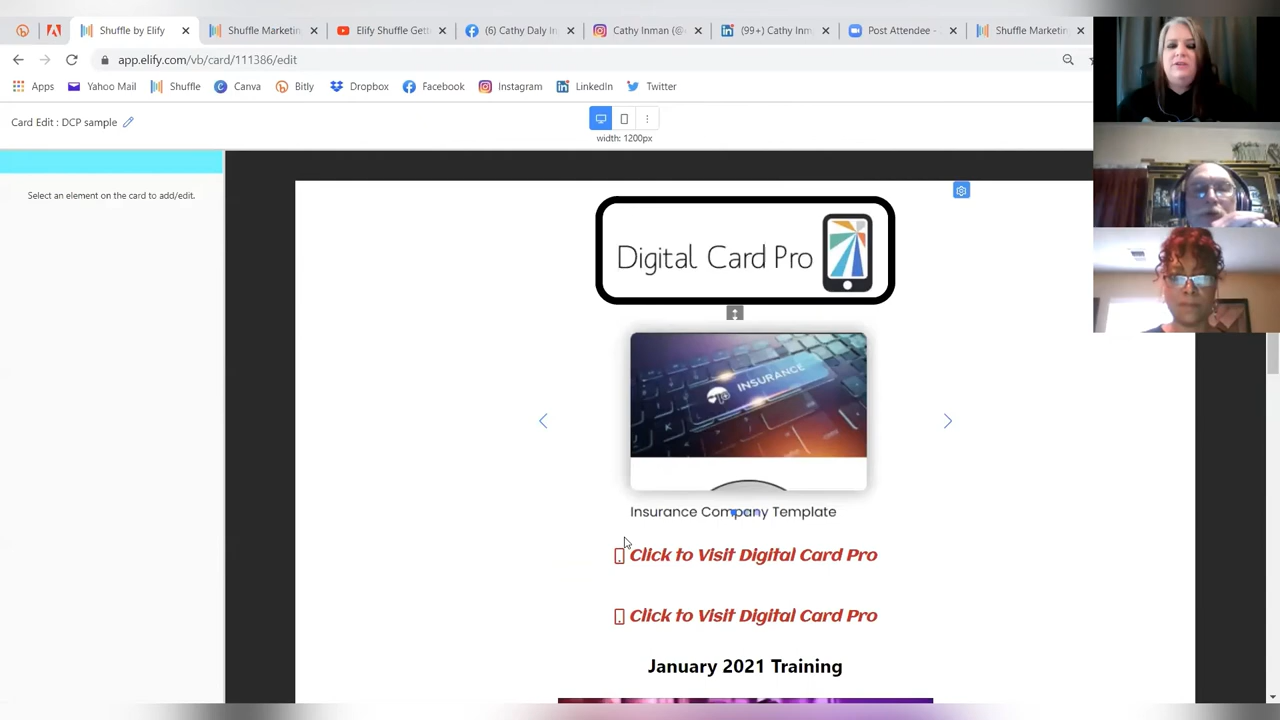 Shuffle by Elify
Shuffle Marketin
Elify Shuffle Gett
(6) Cathy Daly In
Cathy Inman (@
(99+) Cathy Inm
Post Attendee -
Shuffle Marketin
app.elify.com/vb/card/111386/edit
Apps
Yahoo Mail
Shuffle
Canva
Bitly
Dropbox
Facebook
Instagram
LinkedIn
Twitter
Card Edit : DCP sample
width: 1200px
Select an element on the card to add/edit.
Digital Card Pro
INSURANCE
Insurance Company Template
Click to Visit Digital Card Pro
Click to Visit Digital Card Pro
January 2021 Training